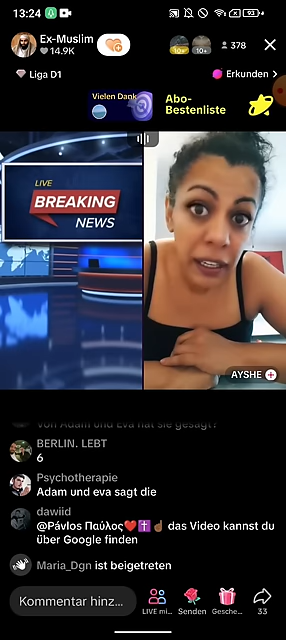 13:24
Ex-Muslim
14.9K
10+
10+
378
Liga D1
Erkunden >
Vielen Dank
Abo-
Bestenliste
LIVE
BREAKING
NEWS
AYSHE
von Adam und Eva hat sie gesagt?
BERLIN. LEBT
6
Psychotherapie
Adam und eva sagt die
dawiid
@Pávlos Παύλος❤️✝️☝🏾 das Video kannst du
über Google finden
Maria_Dgn ist beigetreten
Kommentar hinz...
LIVE mi...
Senden
Gesche...
33